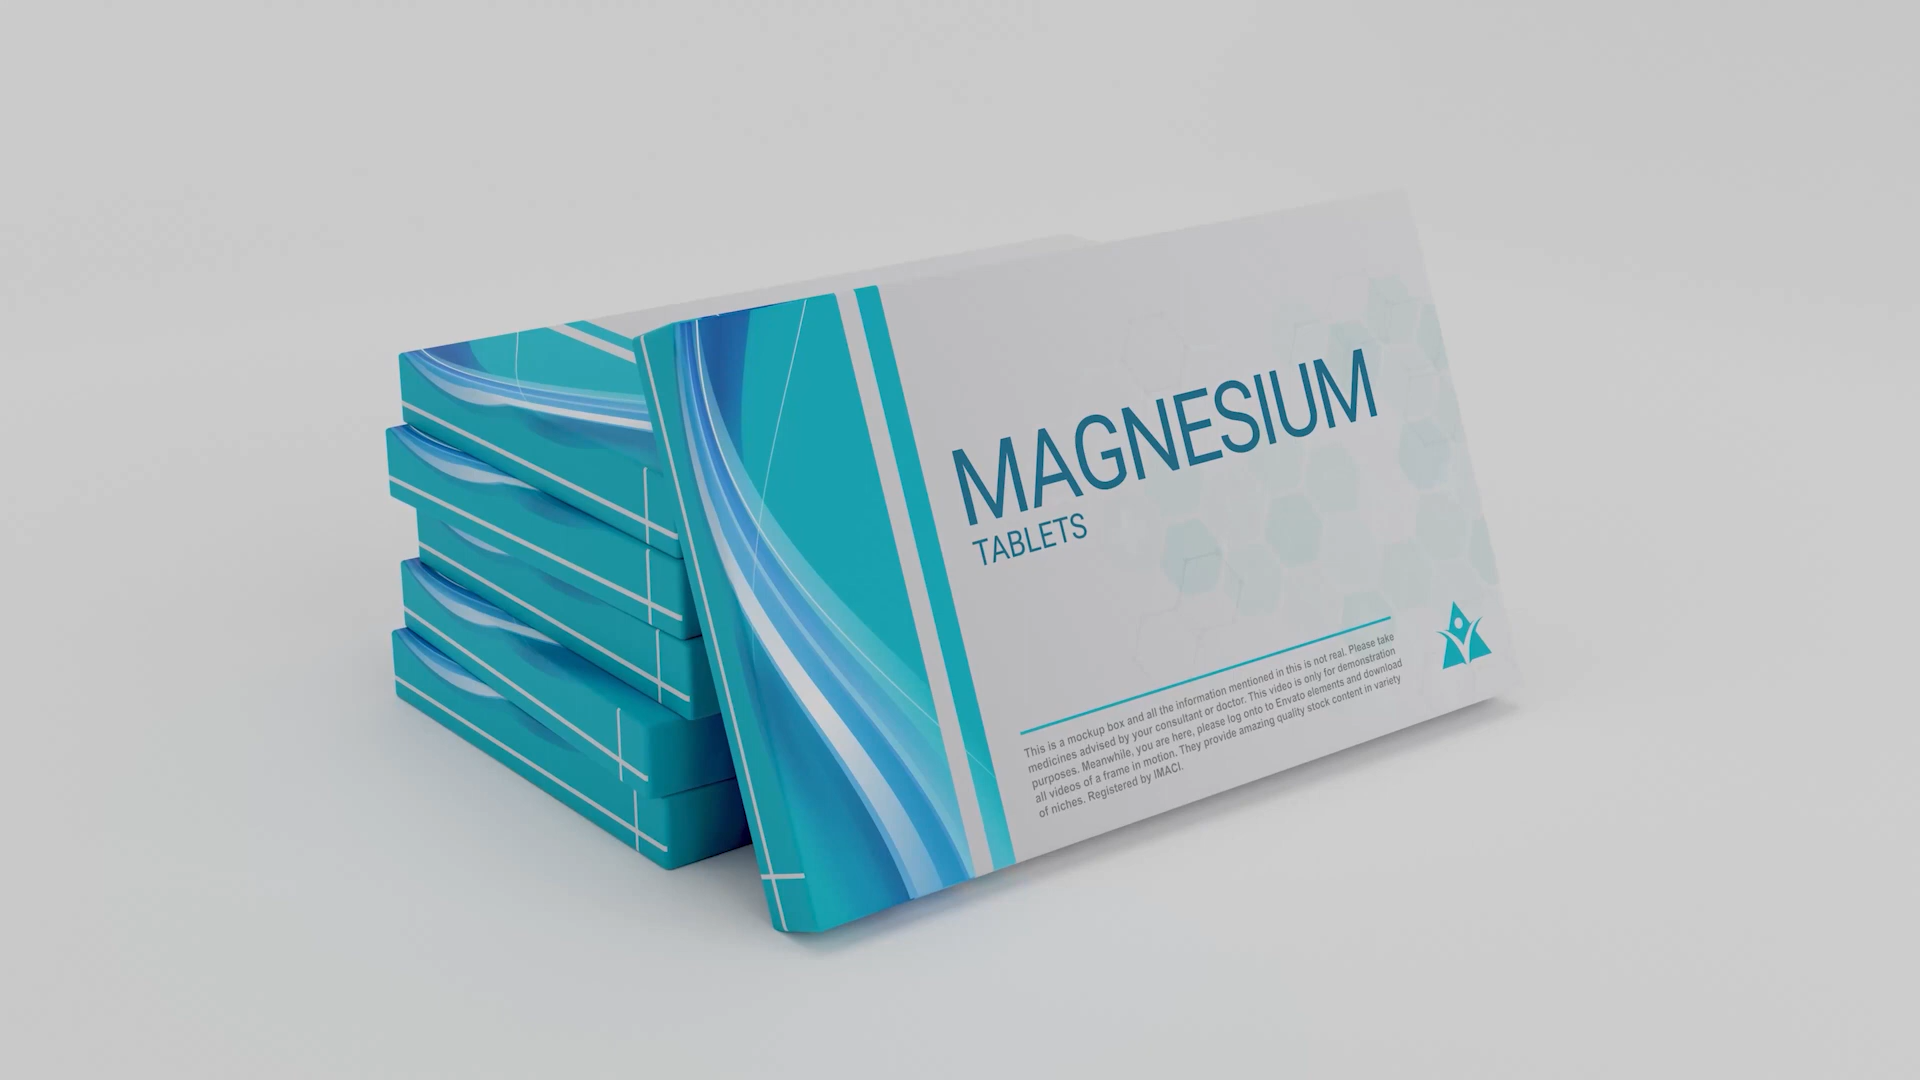 MAGNESIUM
TABLETS
This is a mockup box and all the information mentioned in this is not real. Please take
medicines advised by your consultant or doctor. This video is only for demonstration
purposes. Meanwhile, you are here, please log onto to Envato elements and download
all videos of a frame in motion. They provide amazing quality stock content in variety
of niches. Registered by IMACI.